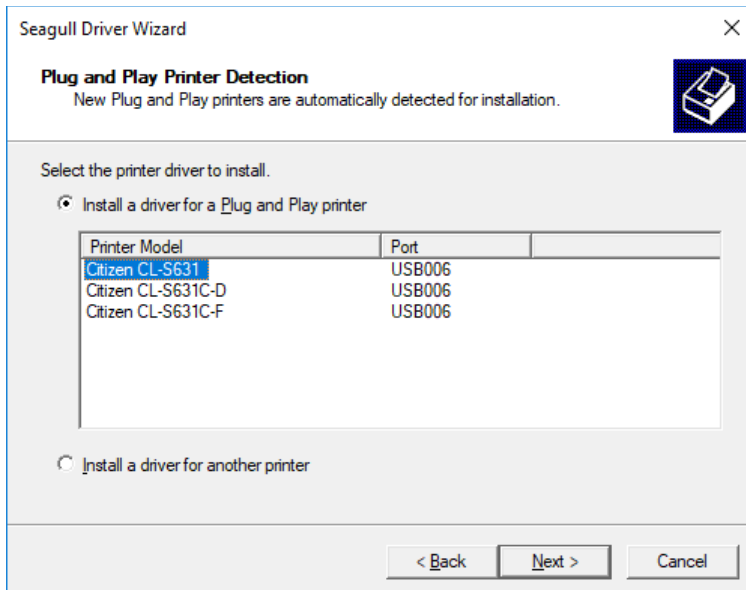 Seagull Driver Wizard
Plug and Play Printer Detection
New Plug and Play printers are automatically detected for installation.
Select the printer driver to install.
Install a driver for a Plug and Play printer
Printer Model Port
Citizen CL-S631 USB006
Citizen CL-S631C-D USB006
Citizen CL-S631C-F USB006
Install a driver for another printer
< Back Next > Cancel